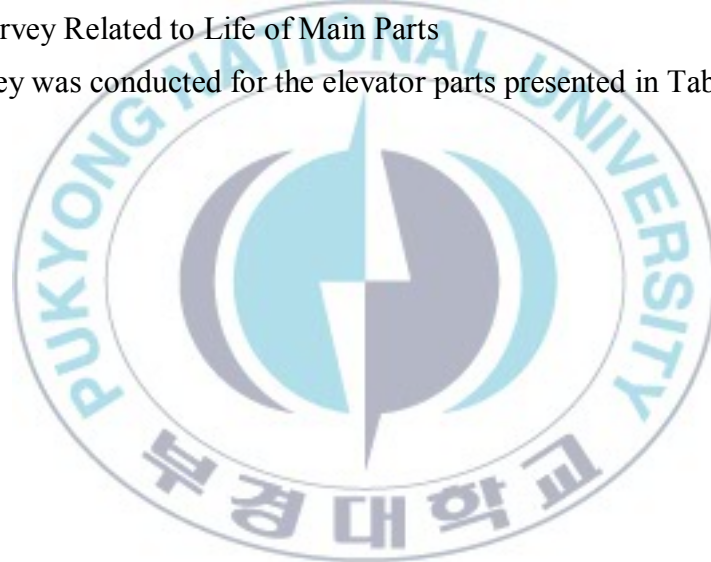 rvey Related to Life of Main Parts
ey was conducted for the elevator parts presented in Tab
PUKYONG NATIONAL UNIVERSITY
부경대학교